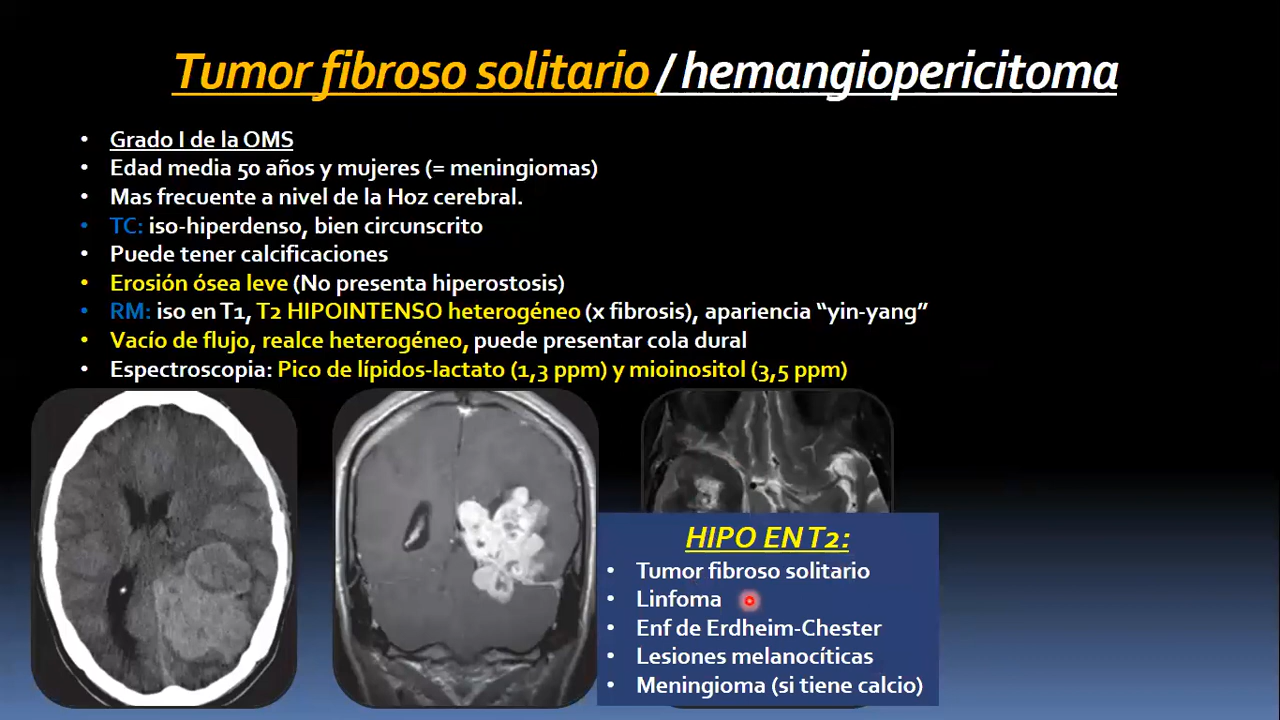 Tumor fibroso solitario / hemangiopericitoma
• Grado I de la OMS
• Edad media 50 años y mujeres (= meningiomas)
• Mas frecuente a nivel de la Hoz cerebral.
• TC: iso-hiperdenso, bien circunscrito
• Puede tener calcificaciones
• Erosión ósea leve (No presenta hiperostosis)
• RM: iso en T1, T2 HIPOINTENSO heterogéneo (x fibrosis), apariencia “yin-yang”
• Vacío de flujo, realce heterogéneo, puede presentar cola dural
• Espectroscopia: Pico de lípidos-lactato (1,3 ppm) y mioinositol (3,5 ppm)
HIPO EN T2:
• Tumor fibroso solitario
• Linfoma
• Enf de Erdheim-Chester
• Lesiones melanocíticas
• Meningioma (si tiene calcio)